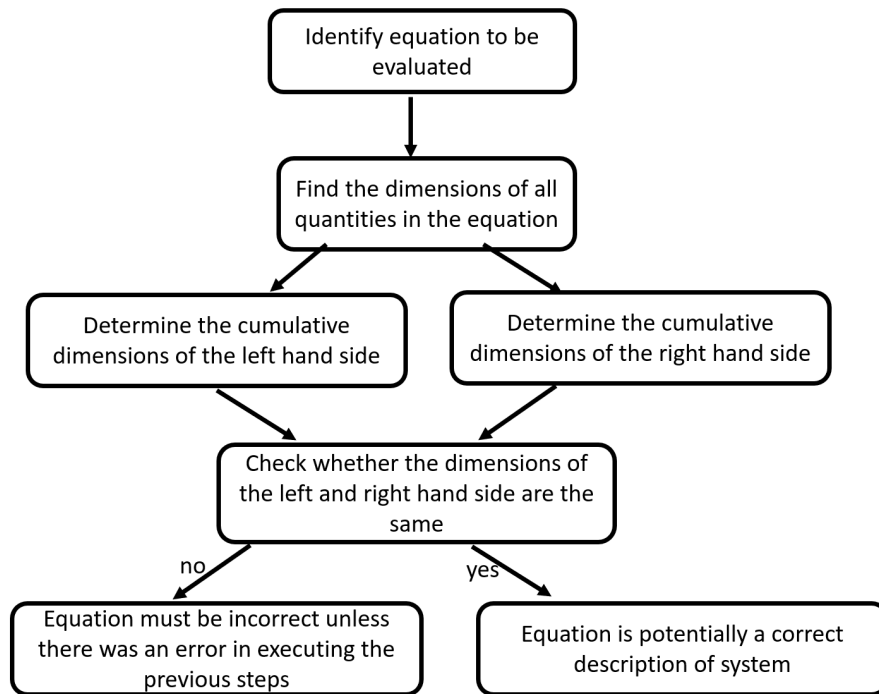 Identify equation to be
evaluated
Find the dimensions of all
quantities in the equation
Determine the cumulative
dimensions of the left hand side
Determine the cumulative
dimensions of the right hand side
Check whether the dimensions of
the left and right hand side are the
same
no
yes
Equation must be incorrect unless
there was an error in executing the
previous steps
Equation is potentially a correct
description of system